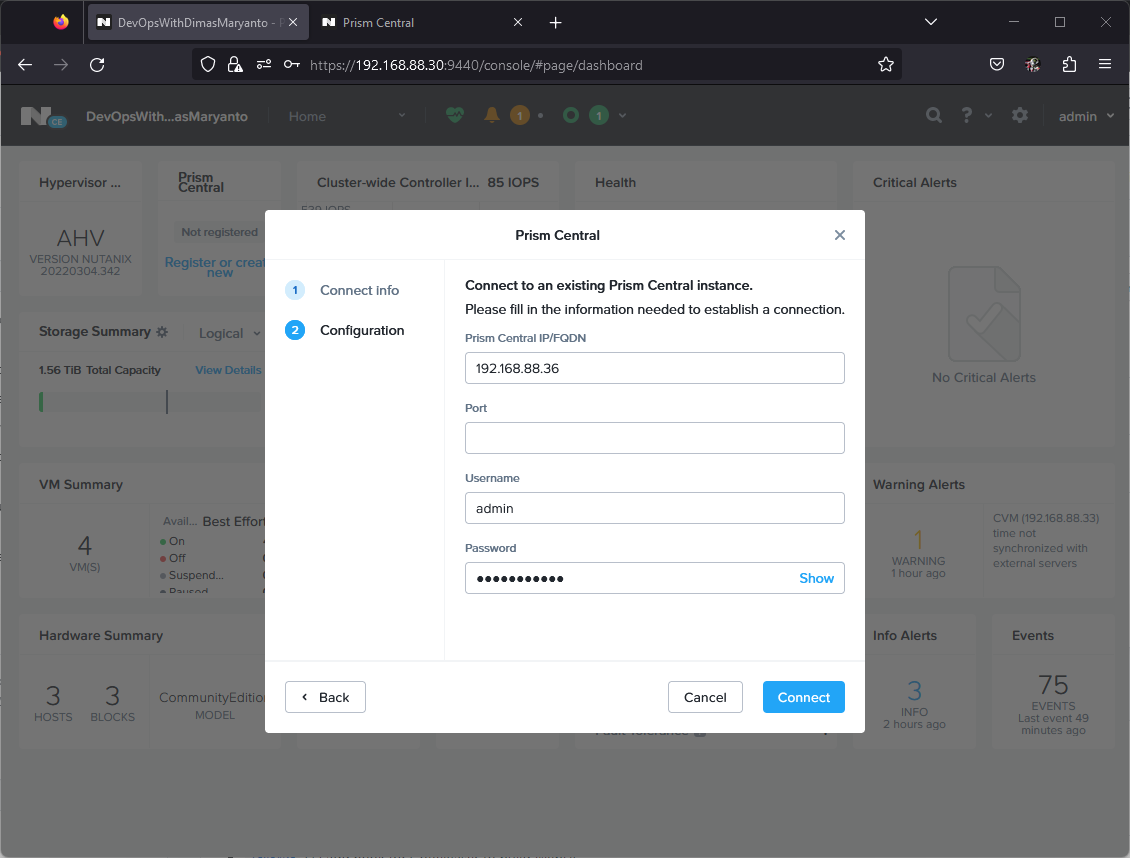 DevOpsWithDimasMaryanto - P
Prism Central
https://192.168.88.30:9440/console/#page/dashboard
N CE
DevOpsWith...asMaryanto
Home
1
1
?
admin
Hypervisor ...
AHV
VERSION NUTANIX
20220304.342
Prism
Central
Not registered
Register or creat
new
Cluster-wide Controller I...
85 IOPS
Health
Critical Alerts
No Critical Alerts
Storage Summary
Logical
1.56 TiB Total Capacity
View Details
Prism Central
1
Connect info
2
Configuration
Connect to an existing Prism Central instance.
Please fill in the information needed to establish a connection.
Prism Central IP/FQDN
192.168.88.36
Port
Username
admin
Password
•••••••••••
Show
Back
Cancel
Connect
VM Summary
4
VM(S)
Avail...
Best Effort
On
Off
Suspend...
Paused
Warning Alerts
1
WARNING
1 hour ago
CVM (192.168.88.33)
time not
synchronized with
external servers
Hardware Summary
3
HOSTS
3
BLOCKS
CommunityEdition
MODEL
Info Alerts
3
INFO
2 hours ago
Events
75
EVENTS
Last event 49
minutes ago